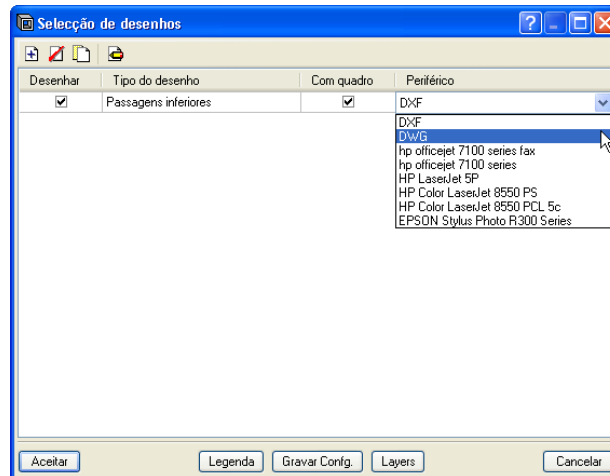 Selecção de desenhos
Desenhar Tipo do desenho Com quadro Periférico
Passagens inferiores DXF
DXF
DWG
hp officejet 7100 series fax
hp officejet 7100 series
HP LaserJet 5P
HP Color LaserJet 8550 PS
HP Color LaserJet 8550 PCL 5c
EPSON Stylus Photo R300 Series
Aceitar Legenda Gravar Confg. Layers Cancelar